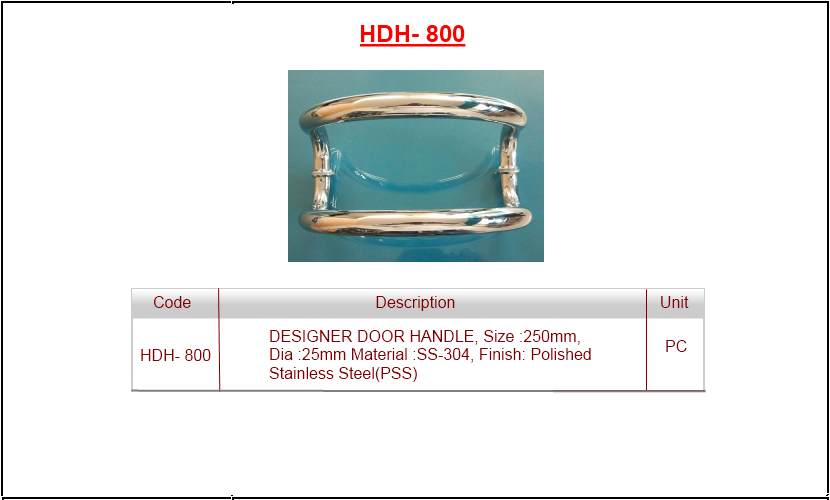 HDH- 800
Code Description Unit
DESIGNER DOOR HANDLE, Size :250mm,
HDH- 800 Dia :25mm Material :SS-304, Finish: Polished PC
Stainless Steel(PSS)